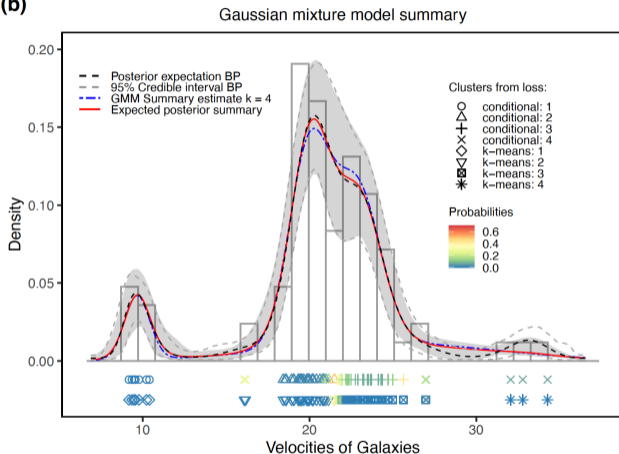 (b)
Gaussian mixture model summary
0.20
0.15
0.10
0.05
0.00
Density
Posterior expectation BP
95% Credible interval BP
GMM Summary estimate k = 4
Expected posterior summary
Clusters from loss:
conditional: 1
conditional: 2
conditional: 3
conditional: 4
k-means: 1
k-means: 2
k-means: 3
k-means: 4
Probabilities
0.6
0.4
0.2
0.0
10
20
30
Velocities of Galaxies